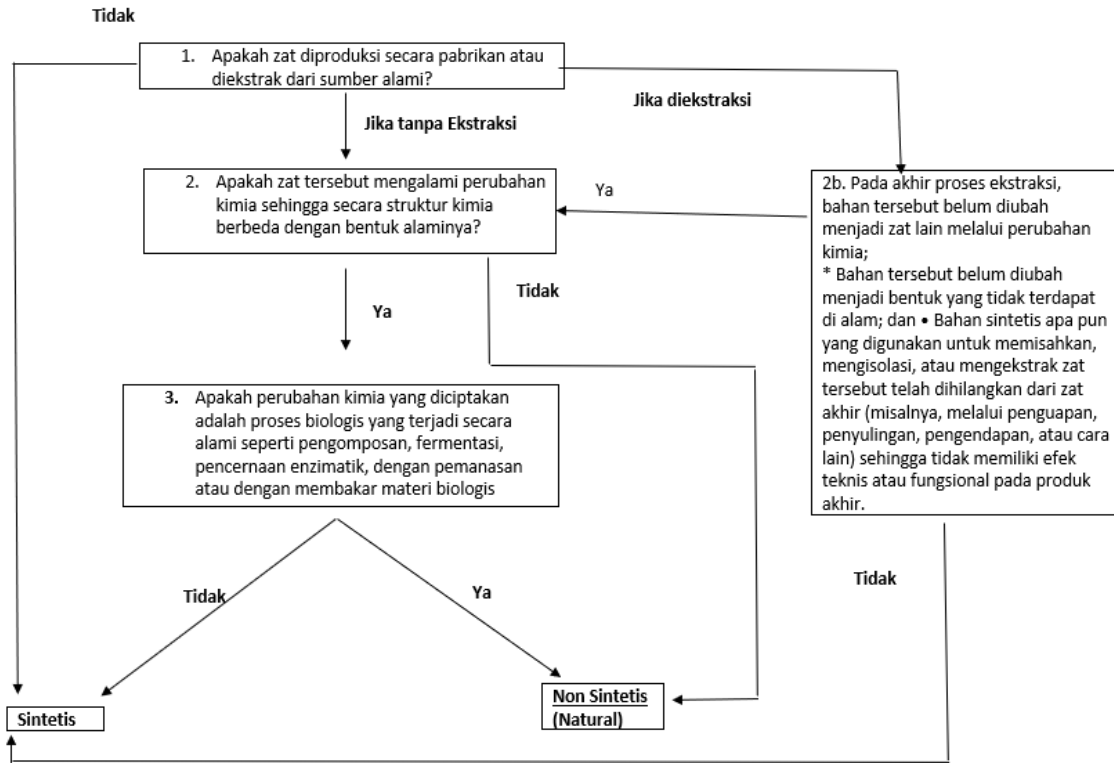 Tidak
1. Apakah zat diproduksi secara pabrikan atau
diekstrak dari sumber alami?
Jika diekstraksi
Jika tanpa Ekstraksi
2. Apakah zat tersebut mengalami perubahan
kimia sehingga secara struktur kimia
berbeda dengan bentuk alaminya?
Ya
2b. Pada akhir proses ekstraksi,
bahan tersebut belum diubah
menjadi zat lain melalui perubahan
kimia;
* Bahan tersebut belum diubah
menjadi bentuk yang tidak terdapat
di alam; dan • Bahan sintetis apa pun
yang digunakan untuk memisahkan,
mengisolasi, atau mengekstrak zat
tersebut telah dihilangkan dari zat
akhir (misalnya, melalui penguapan,
penyulingan, pengendapan, atau cara
lain) sehingga tidak memiliki efek
teknis atau fungsional pada produk
akhir.
Tidak
Ya
3. Apakah perubahan kimia yang diciptakan
adalah proses biologis yang terjadi secara
alami seperti pengomposan, fermentasi,
pencernaan enzimatik, dengan pemanasan
atau dengan membakar materi biologis
Tidak
Tidak
Ya
Sintetis
Non Sintetis
(Natural)